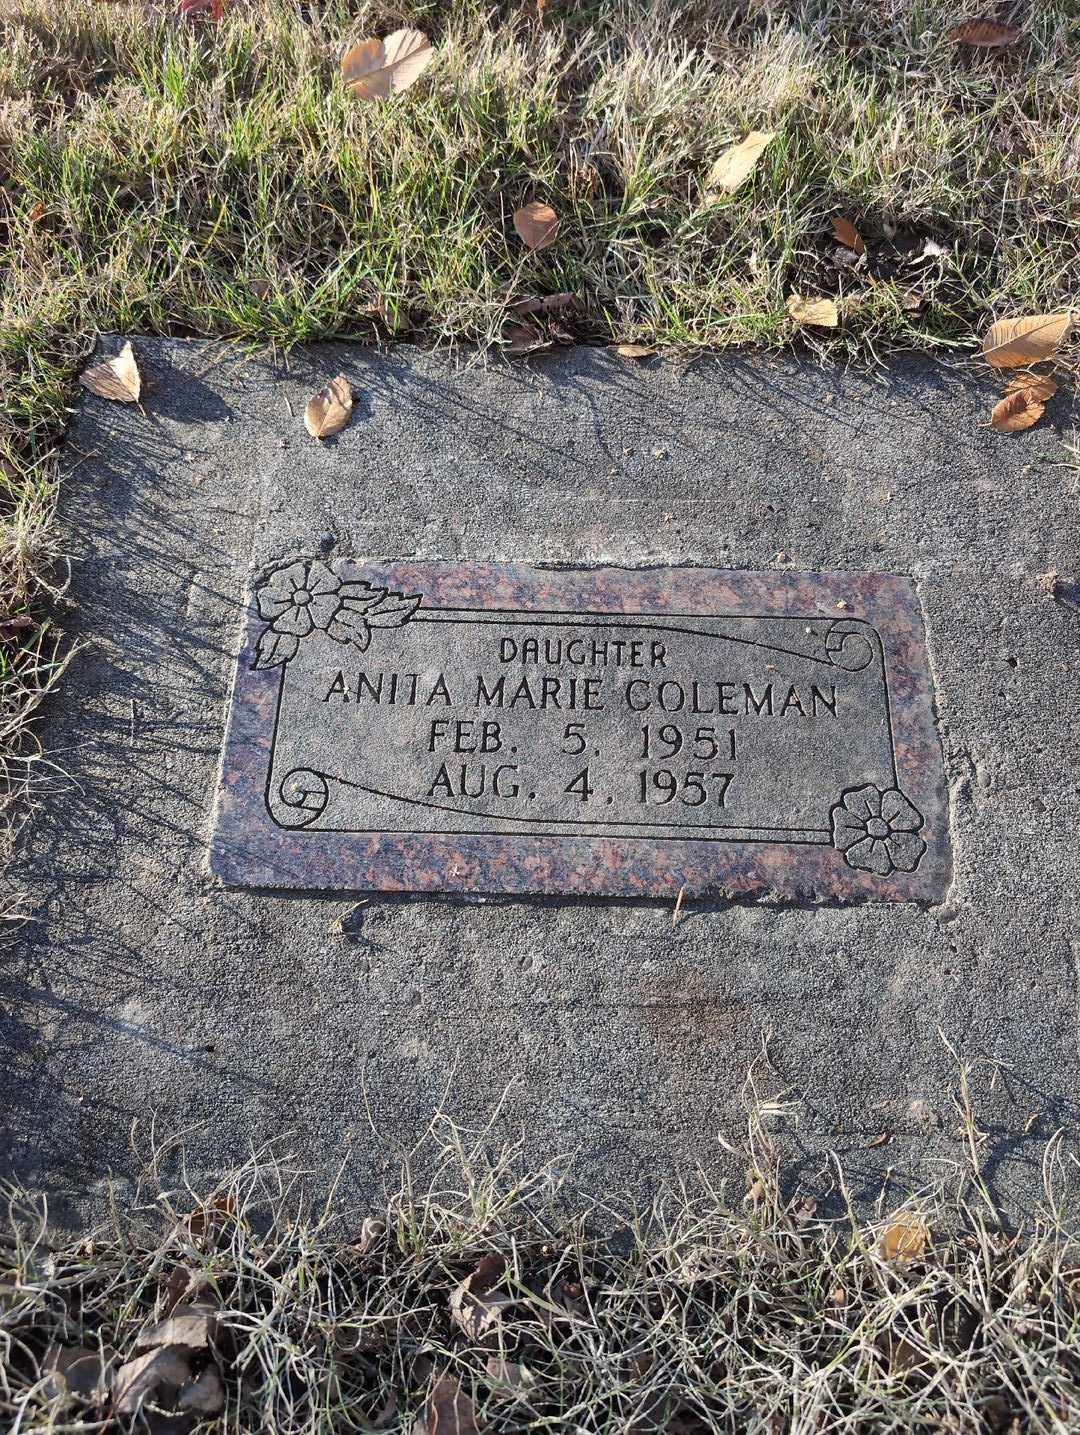 DAUGHTER
ANITA MARIE COLEMAN
FEB. 5, 1951
AUG. 4, 1957